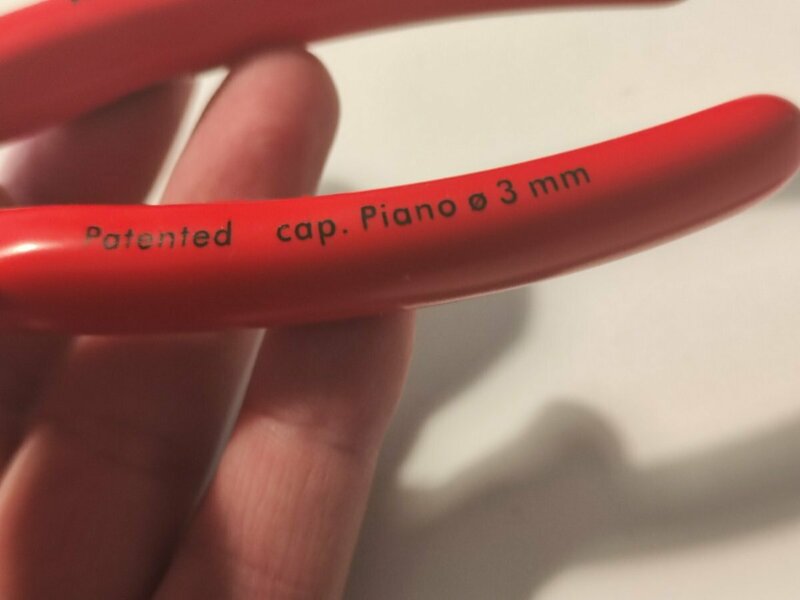 Patented cap. Piano ø 3 mm